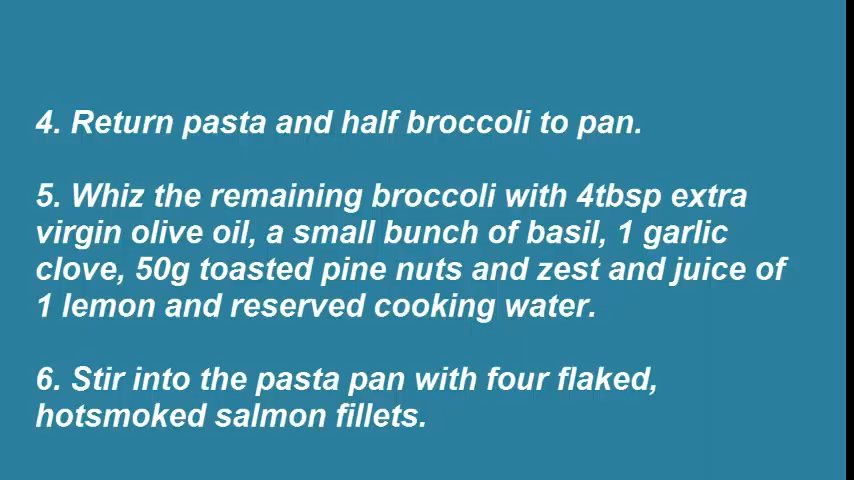 4. Return pasta and half broccoli to pan.
5. Whiz the remaining broccoli with 4tbsp extra
virgin olive oil, a small bunch of basil, 1 garlic
clove, 50g toasted pine nuts and zest and juice of
1 lemon and reserved cooking water.
6. Stir into the pasta pan with four flaked,
hotsmoked salmon fillets.